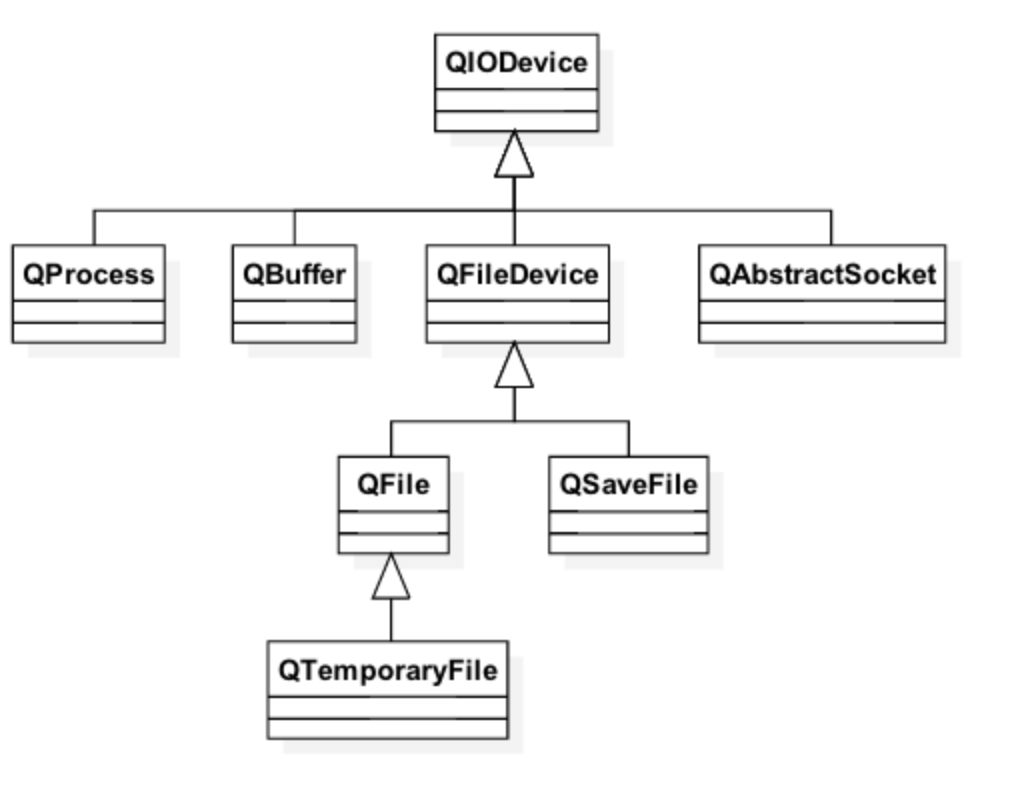 QIODevice
QProcess
QBuffer
QFileDevice
QAbstractSocket
QFile
QSaveFile
QTemporaryFile